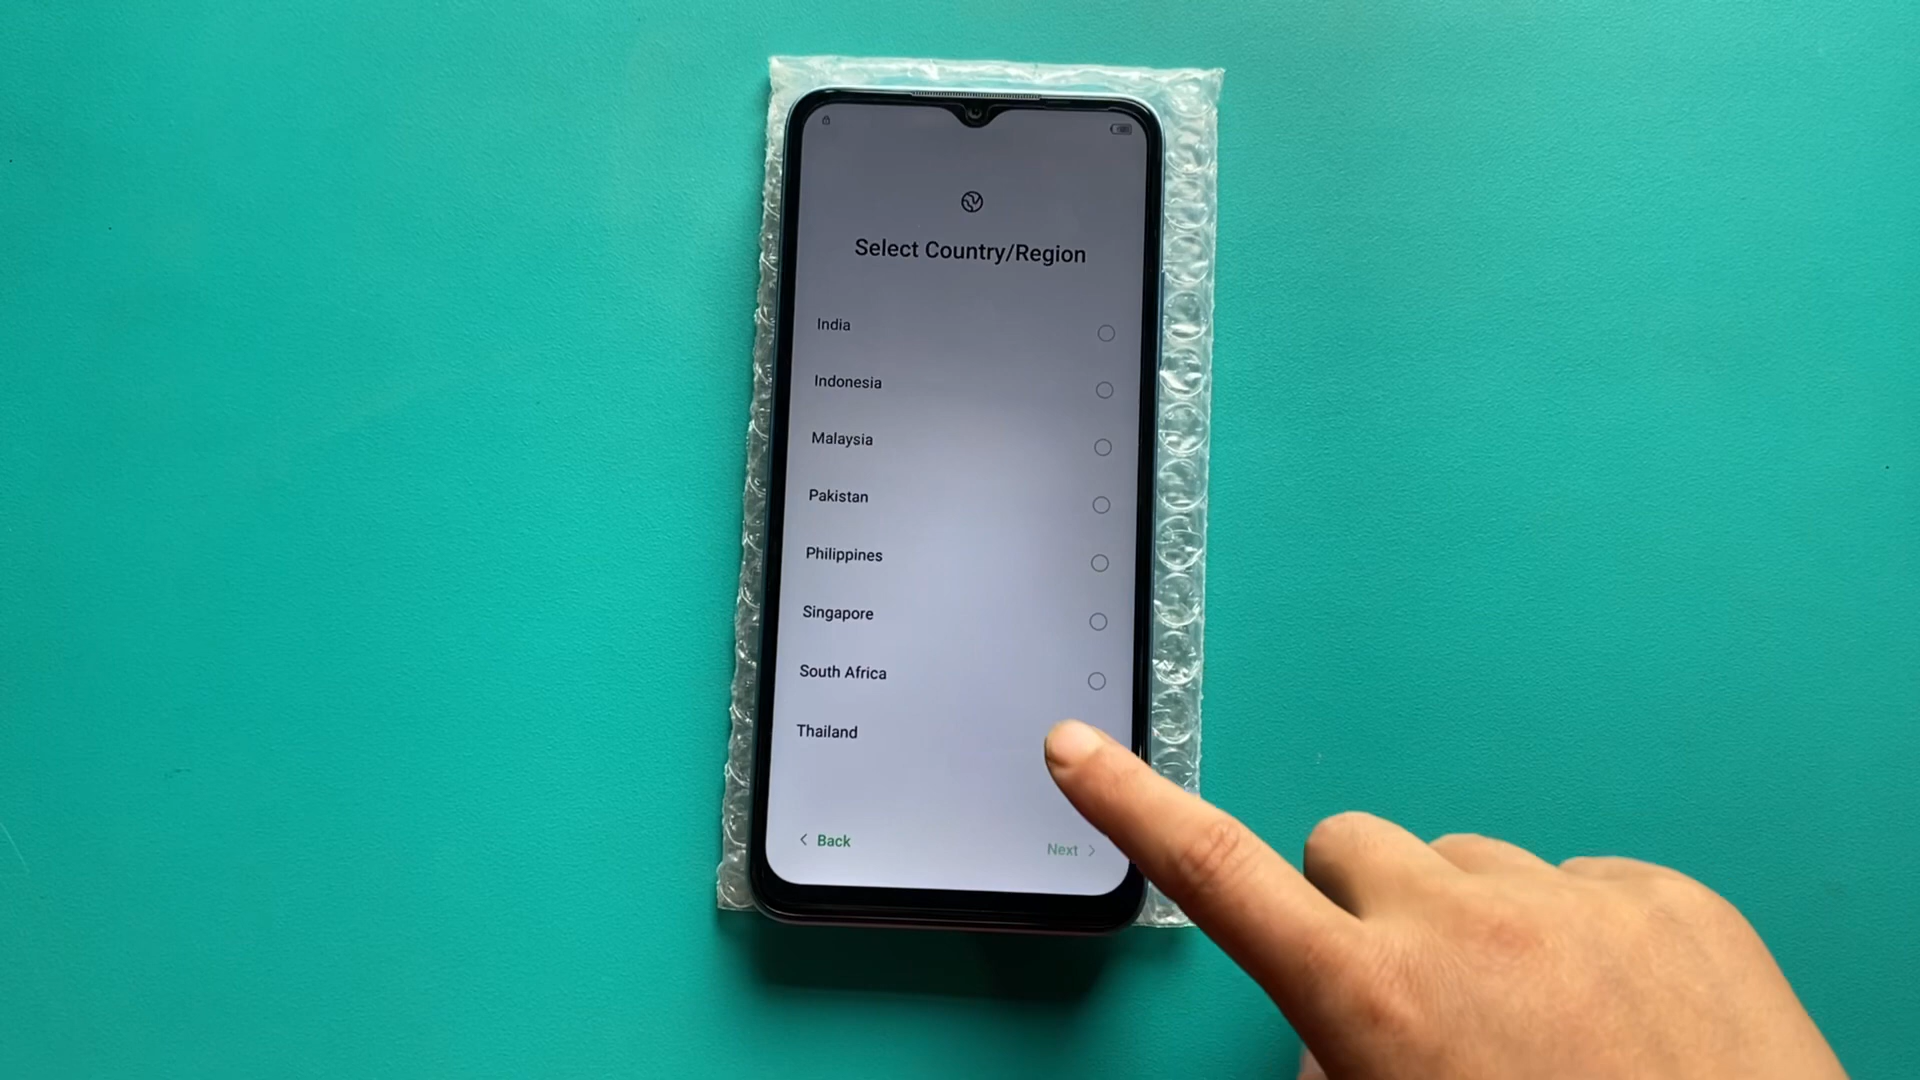 Select Country/Region
India
Indonesia
Malaysia
Pakistan
Philippines
Singapore
South Africa
Thailand
Back
Next